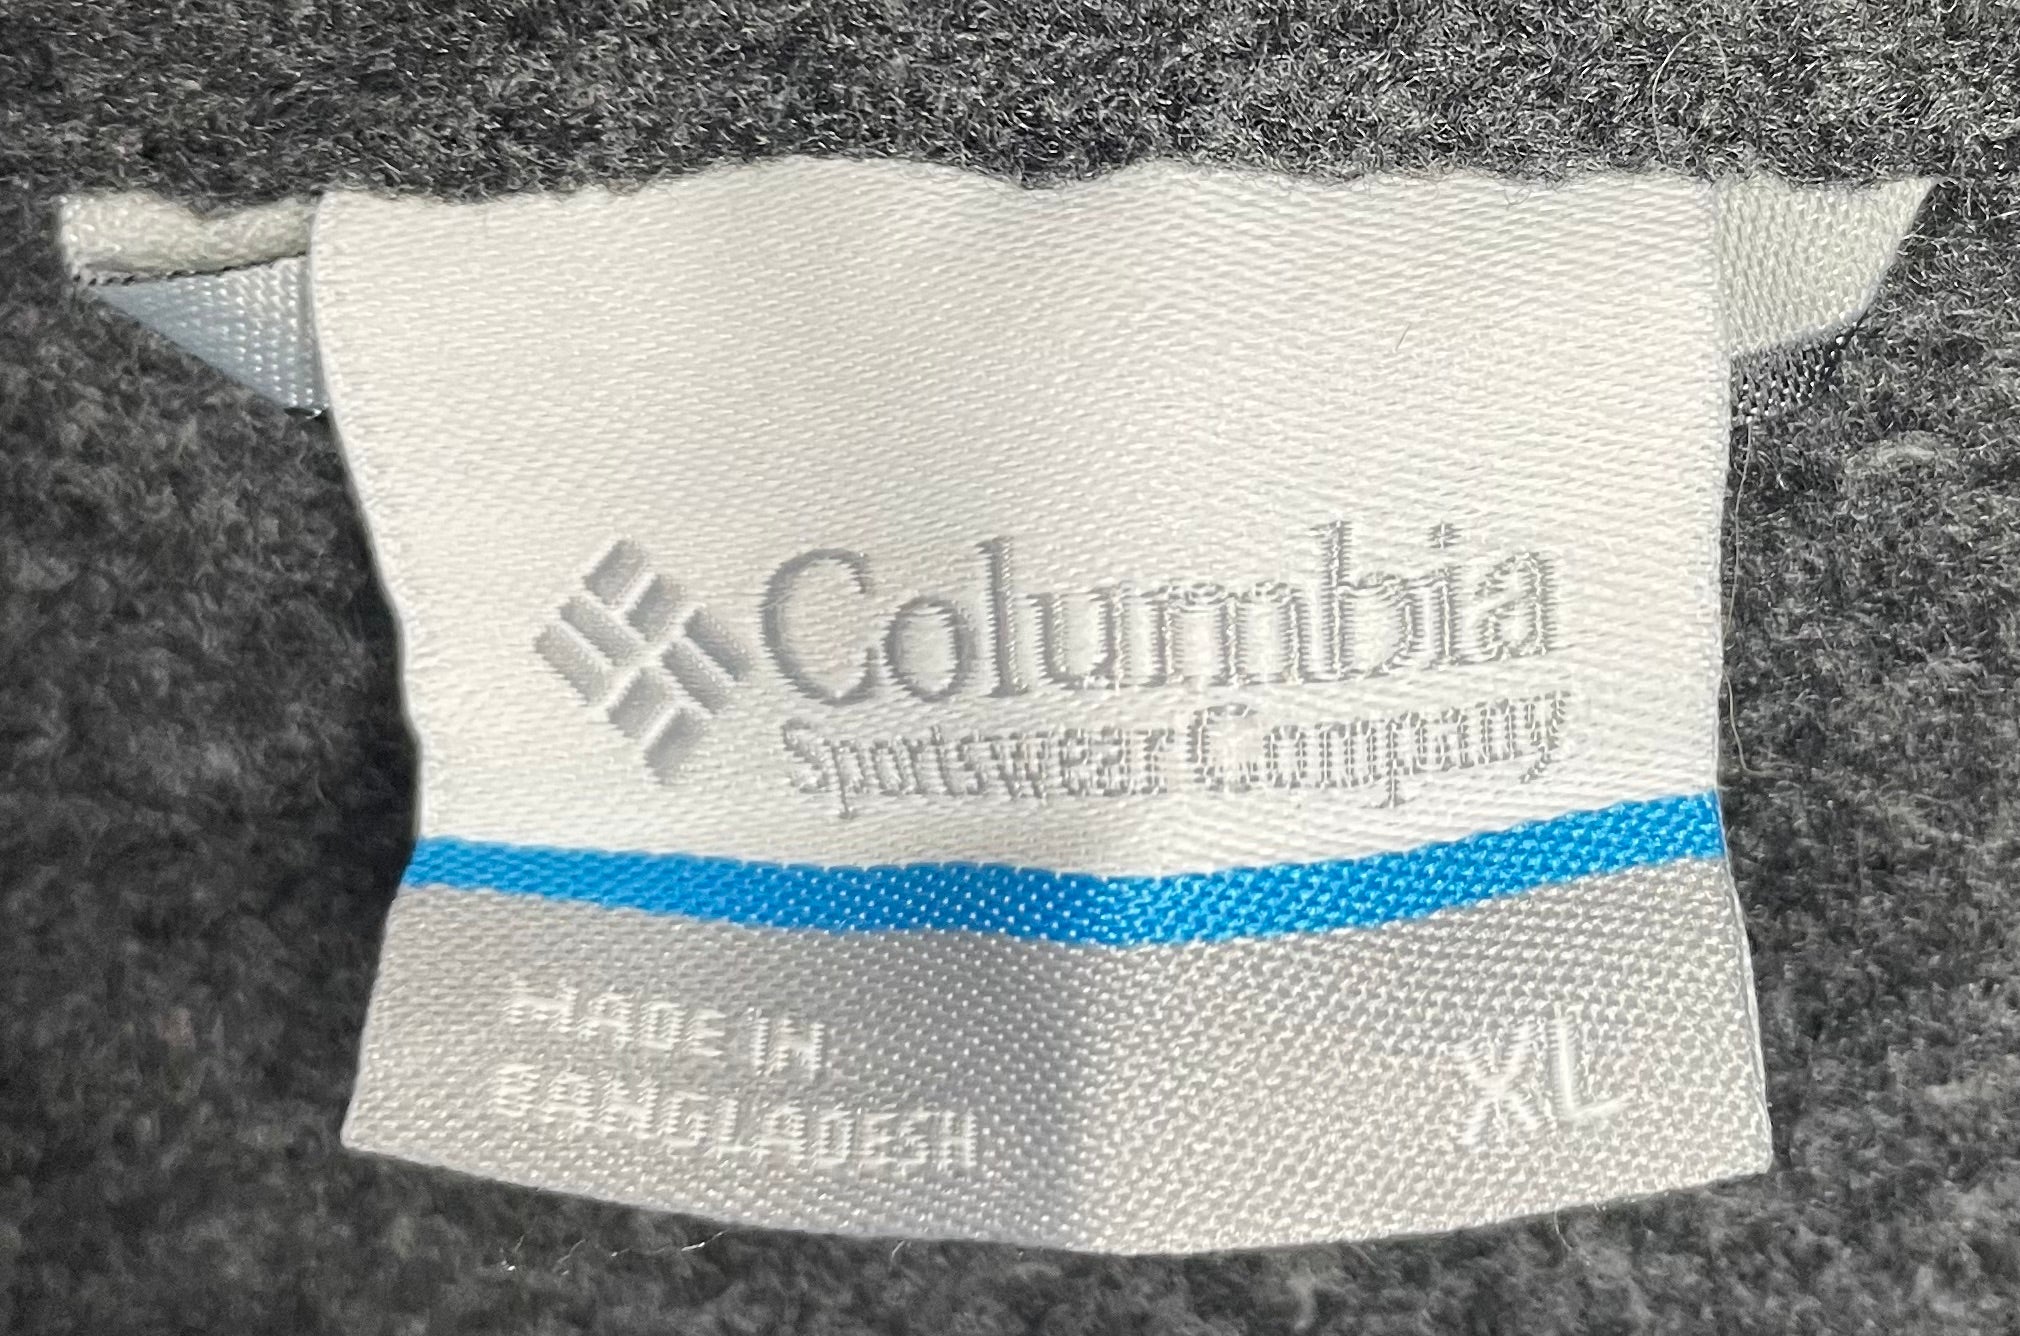 Columbia
Sportswear Company
MADE IN
BANGLADESH
XL